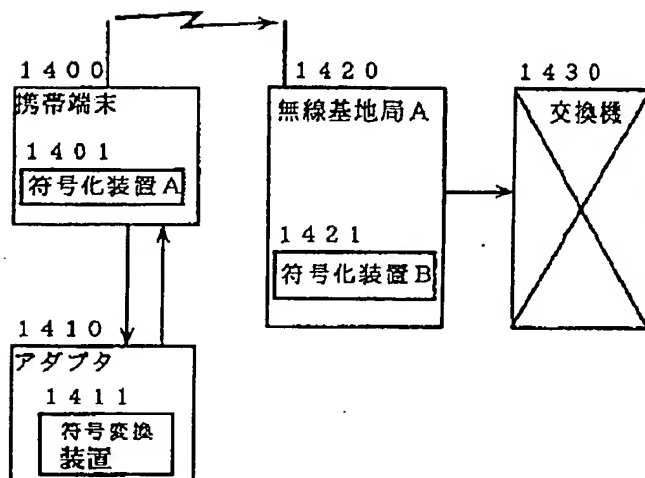 1400
携帯端末
1401
符号化装置A
1420
無線基地局A
1421
符号化装置B
1430
交換機
1410
アダプタ
1411
符号変換
装置